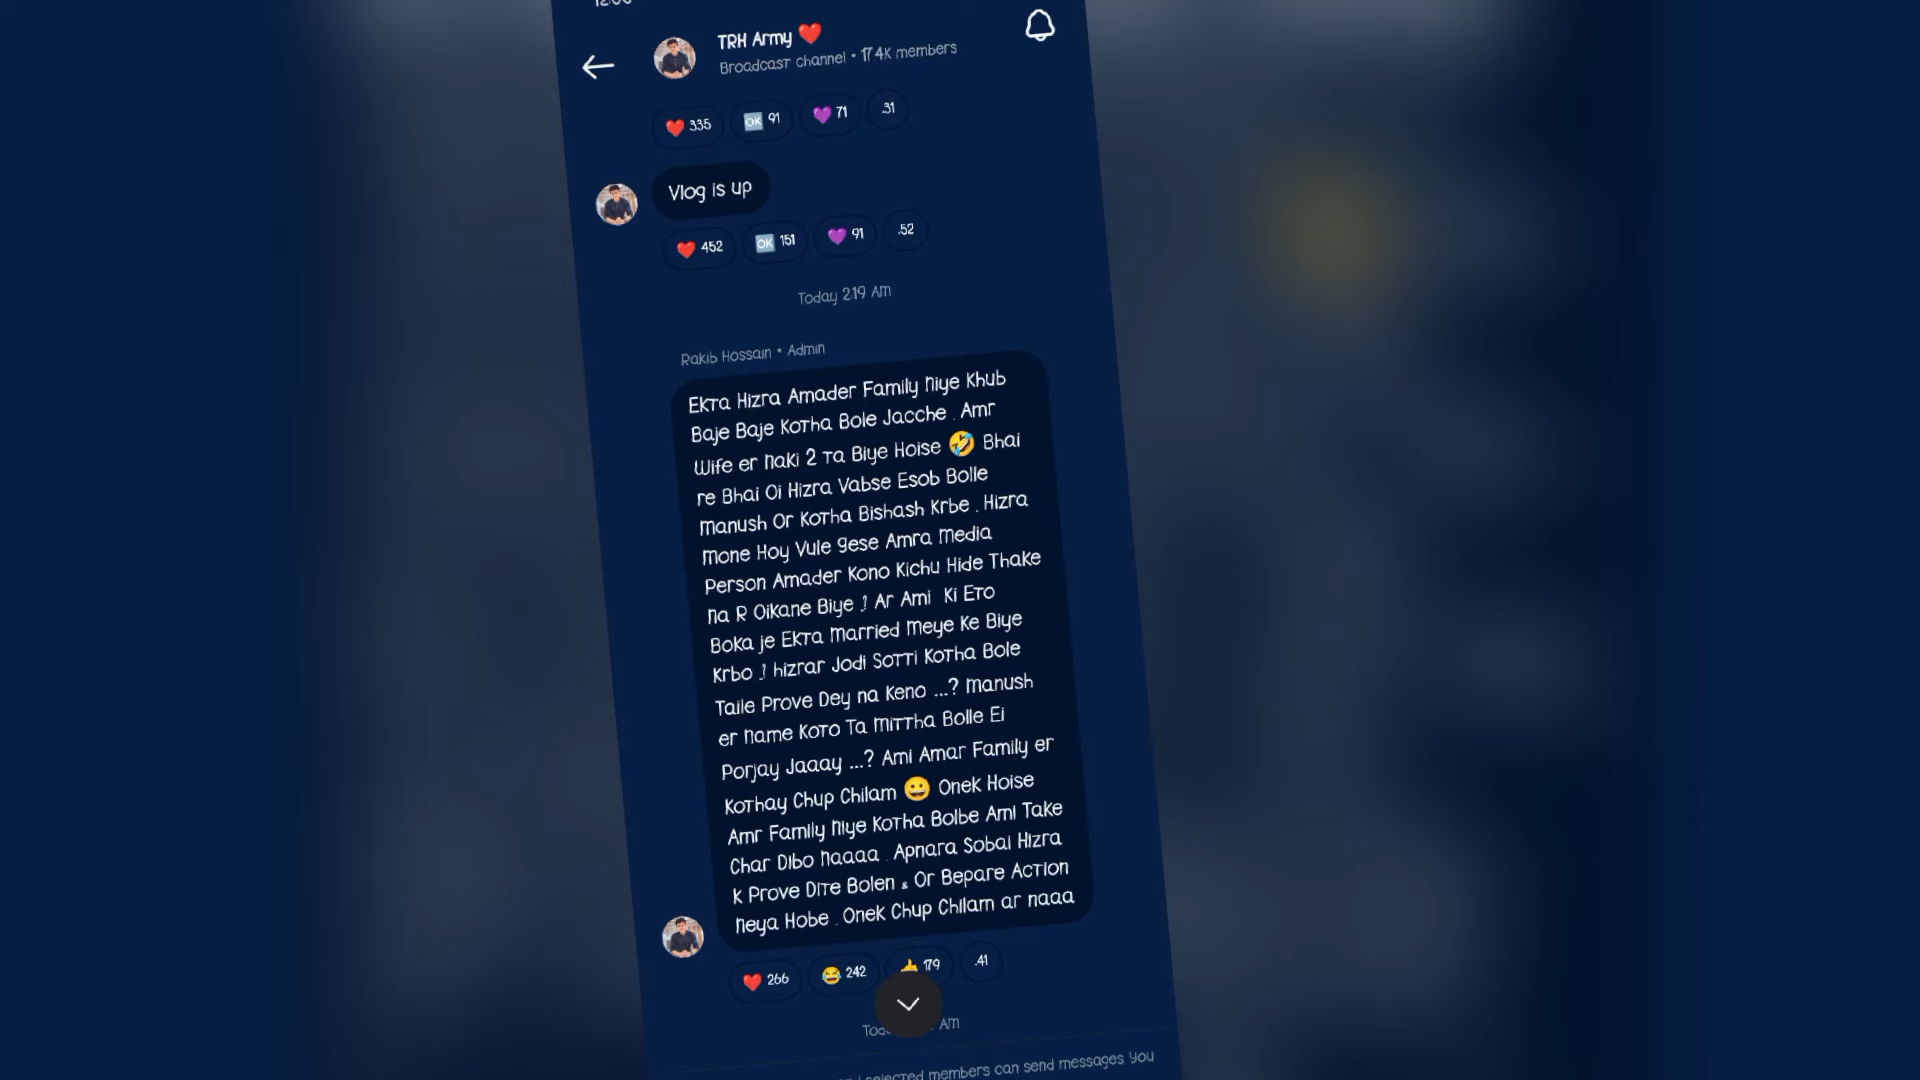 TRH Army ❤️
Broadcast channel • 17.4K members
❤️ 335 🆗 91 💜 71 31
Vlog is up
❤️ 452 🆗 151 💜 91 52
Today 2:19 AM
Rakib Hossain • Admin
Ekta Hizra Amader Family Niye Khub
Baje Baje Kotha Bole Jacche . Amr
Wife er Naki 2 Ta Biye Hoise 🤣 Bhai
re Bhai Oi Hizra Vabse Esob Bolle
Manush Or Kotha Bishash Krbe . Hizra
Mone Hoy Vule gese Amra Media
Person Amader Kono Kichu Hide Thake
Na R Oikane Biye ! Ar Ami Ki Eto
Boka je Ekta Married Meye Ke Biye
Krbo ! hizrar Jodi Sotti Kotha Bole
Taile Prove Dey na Keno ...? Manush
er Name Koto Ta Mittha Bolle Ei
Porjay Jaaay ...? Ami Amar Family er
Kothay Chup Chilam 😀 Onek Hoise
Amr Family Niye Kotha Bolbe Ami Take
Char Dibo Naaaa . Apnara Sobai Hizra
K Prove Dite Bolen & Or Bepare Action
Neya Hobe . Onek Chup Chilam ar naaa
❤️ 266 😂 242 👍 179 41
AM
selected members can send messages You